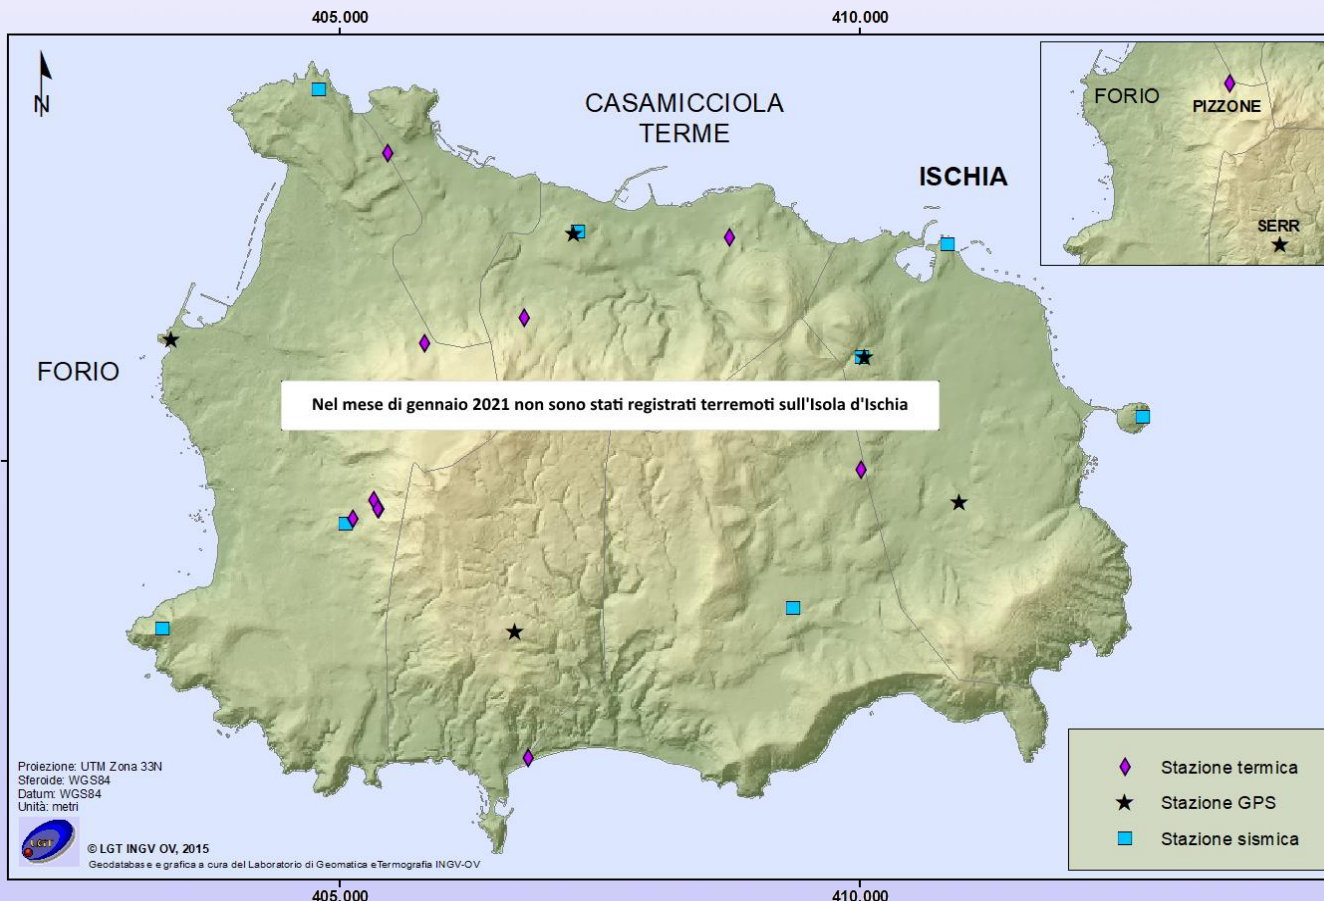 405.000 410.000
N
CASAMICCIOLA
TERME
ISCHIA
FORIO
FORIO
PIZZONE
SERR
Nel mese di gennaio 2021 non sono stati registrati terremoti sull'Isola d'Ischia
Proiezione: UTM Zona 33N
Sferoide: WGS84
Datum: WGS84
Unità: metri
LGT
© LGT INGV OV, 2015
Geodatabase e grafica a cura del Laboratorio di Geomatica eTermografia INGV-OV
Stazione termica
Stazione GPS
Stazione sismica
405.000 410.000